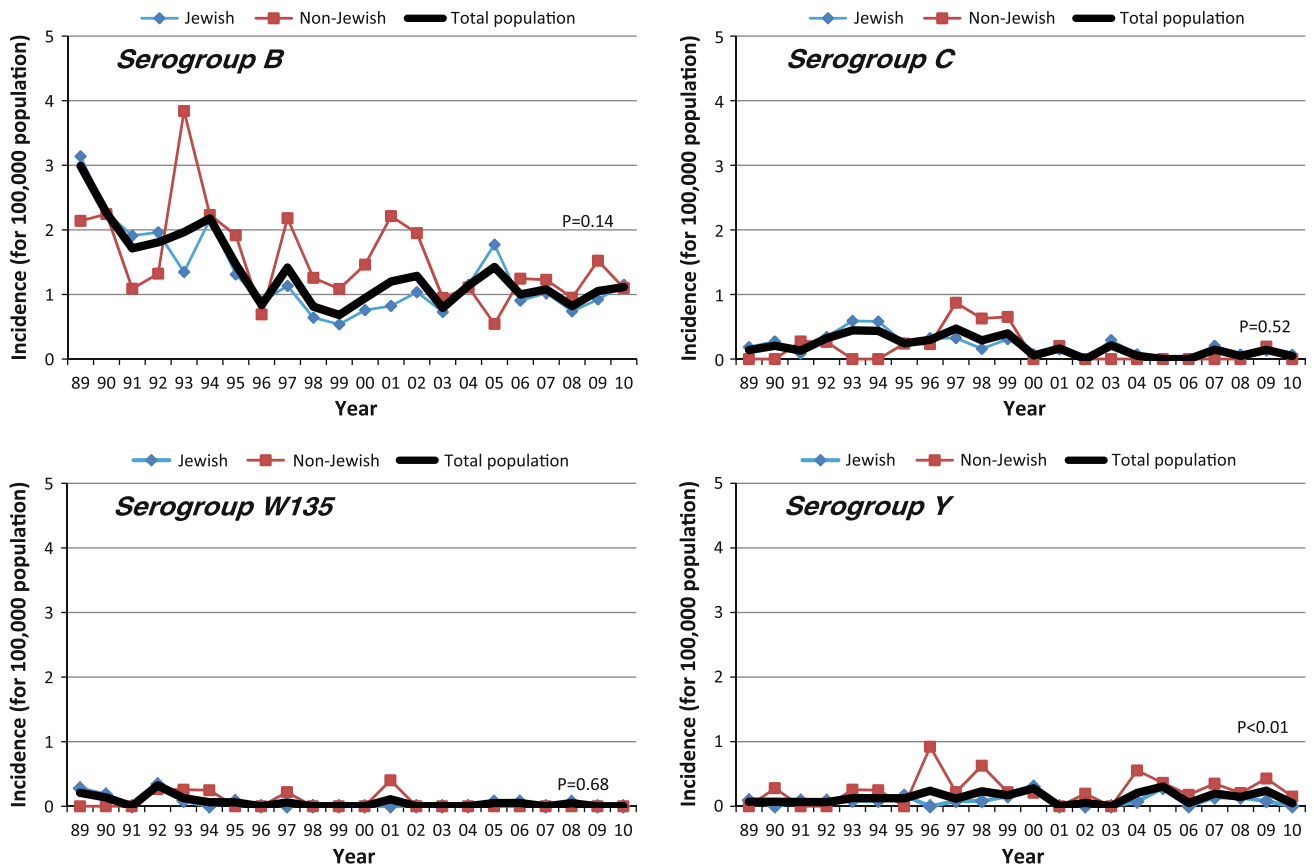 Jewish Non-Jewish Total population
Serogroup B
Incidence (for 100,000 population)
5
4
3
2
1
0
P=0.14
89 90 91 92 93 94 95 96 97 98 99 00 01 02 03 04 05 06 07 08 09 10
Year
Jewish Non-Jewish Total population
Serogroup C
Incidence (for 100,000 population)
5
4
3
2
1
0
P=0.52
89 90 91 92 93 94 95 96 97 98 99 00 01 02 03 04 05 06 07 08 09 10
Year
Jewish Non-Jewish Total population
Serogroup W135
Incidence (for 100,000 population)
5
4
3
2
1
0
P=0.68
89 90 91 92 93 94 95 96 97 98 99 00 01 02 03 04 05 06 07 08 09 10
Year
Jewish Non-Jewish Total population
Serogroup Y
Incidence (for 100,000 population)
5
4
3
2
1
0
P<0.01
89 90 91 92 93 94 95 96 97 98 99 00 01 02 03 04 05 06 07 08 09 10
Year